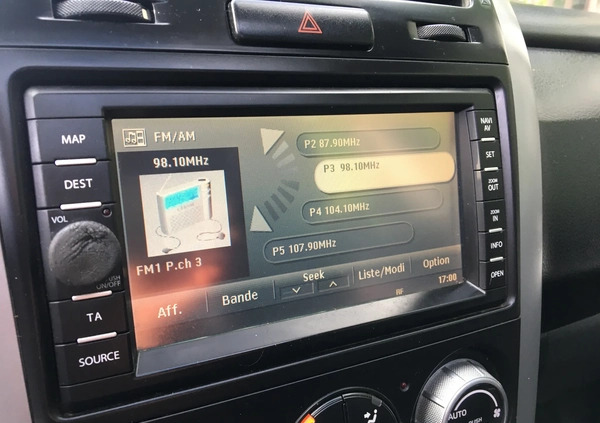 MAP
DEST
VOL
PUSH
ON/OFF
TA
SOURCE
FM/AM
98.10MHz
FM1 P.ch 3
P2 87.90MHz
P3 98.10MHz
P4 104.10MHz
P5 107.90MHz
Aff.
Bande
Seek
Liste/Modi
Option
RF
17:00
NAVI
AV
SET
ZOOM
OUT
ZOOM
IN
INFO
OPEN
AUTO
PUSH